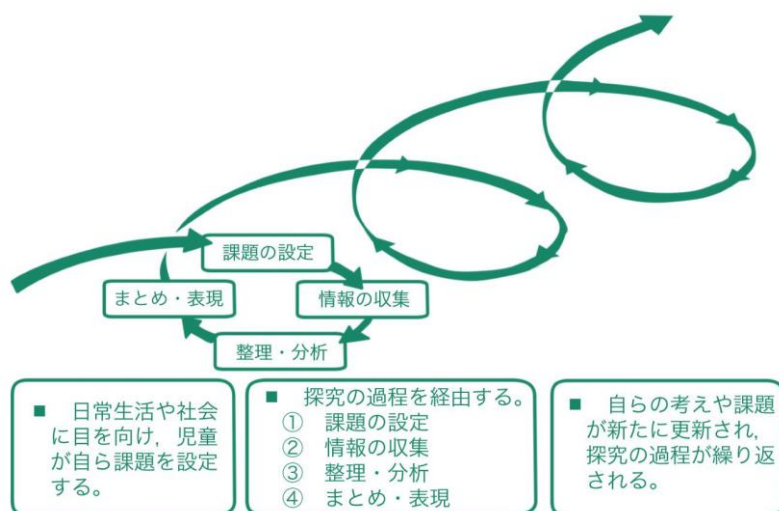 課題の設定
まとめ・表現
情報の収集
整理・分析
■ 日常生活や社会
に目を向け，児童
が自ら課題を設定
する。
■ 探究の過程を経由する。
① 課題の設定
② 情報の収集
③ 整理・分析
④ まとめ・表現
■ 自らの考えや課題
が新たに更新され，
探究の過程が繰り返
される。